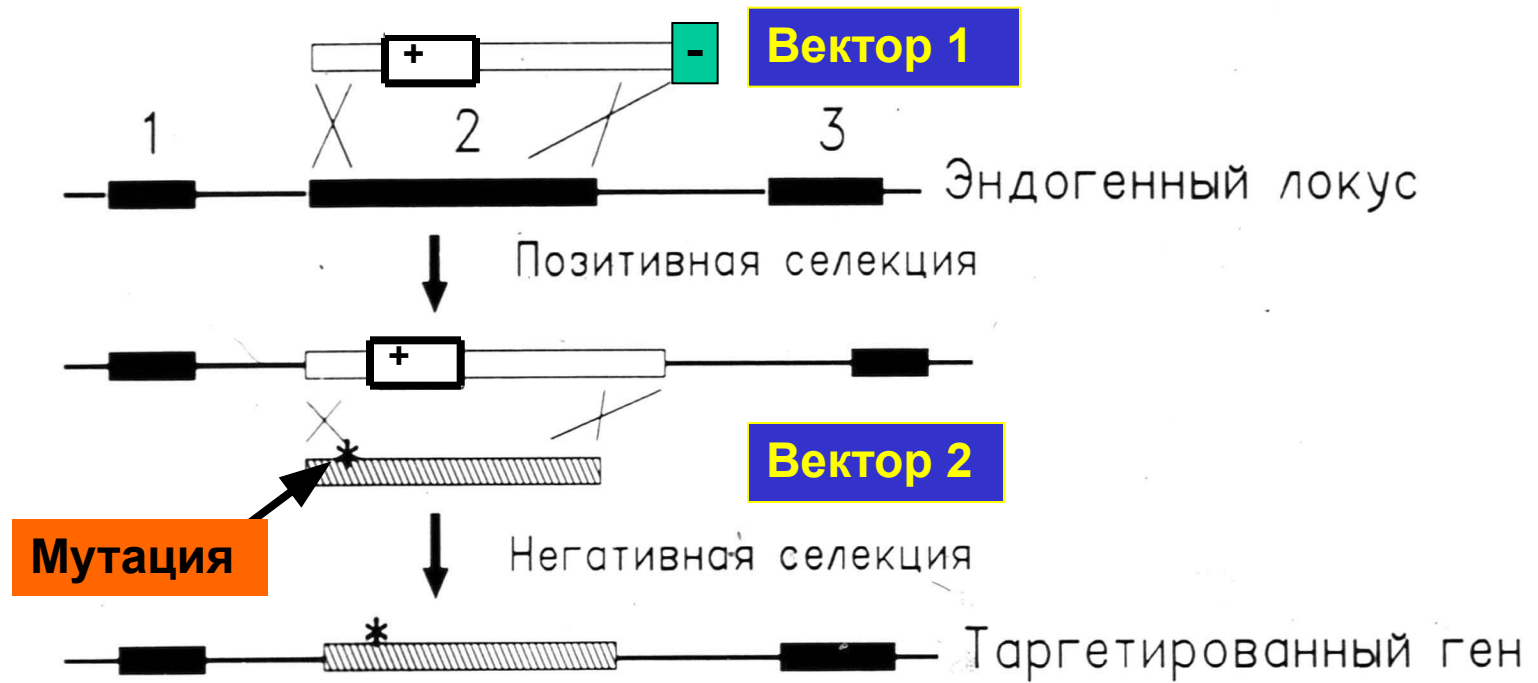 +
-
Вектор 1
1
2
3
Эндогенный локус
Позитивная селекция
+
*
Вектор 2
Мутация
Негативная селекция
*
Таргетированный ген